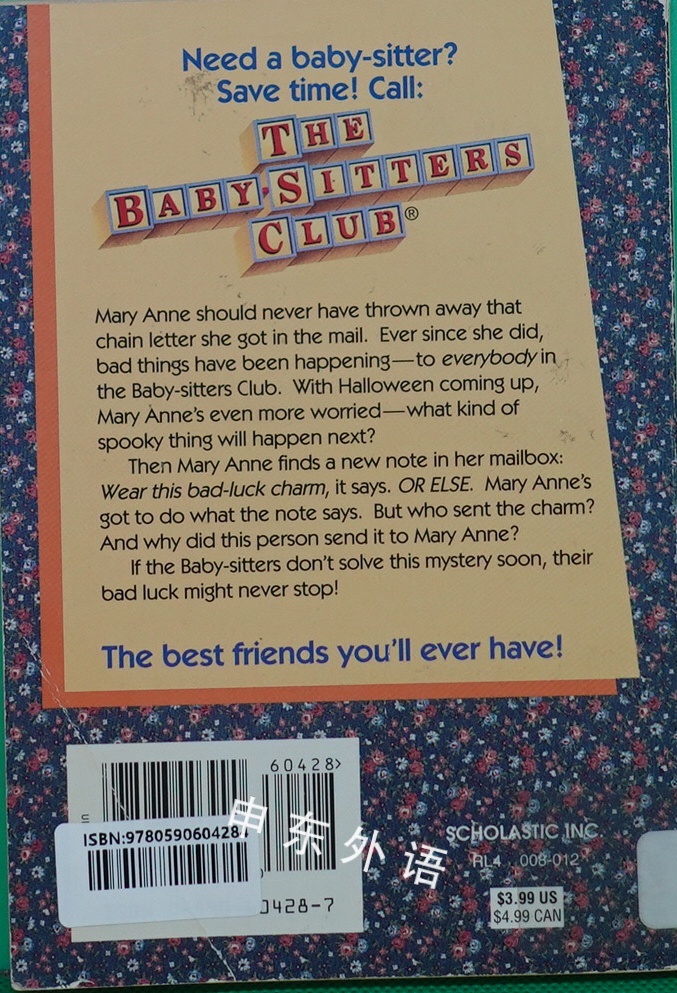 Need a baby-sitter?
Save time! Call:
THE
BABY-SITTERS
CLUB®
Mary Anne should never have thrown away that
chain letter she got in the mail. Ever since she did,
bad things have been happening—to everybody in
the Baby-sitters Club. With Halloween coming up,
Mary Anne's even more worried—what kind of
spooky thing will happen next?
Then Mary Anne finds a new note in her mailbox:
Wear this bad-luck charm, it says. OR ELSE. Mary Anne's
got to do what the note says. But who sent the charm?
And why did this person send it to Mary Anne?
If the Baby-sitters don't solve this mystery soon, their
bad luck might never stop!
The best friends you'll ever have!
60428>
ISBN:978059060428
0428-7
申东外语
SCHOLASTIC INC.
RL4 008-012
$3.99 US
$4.99 CAN